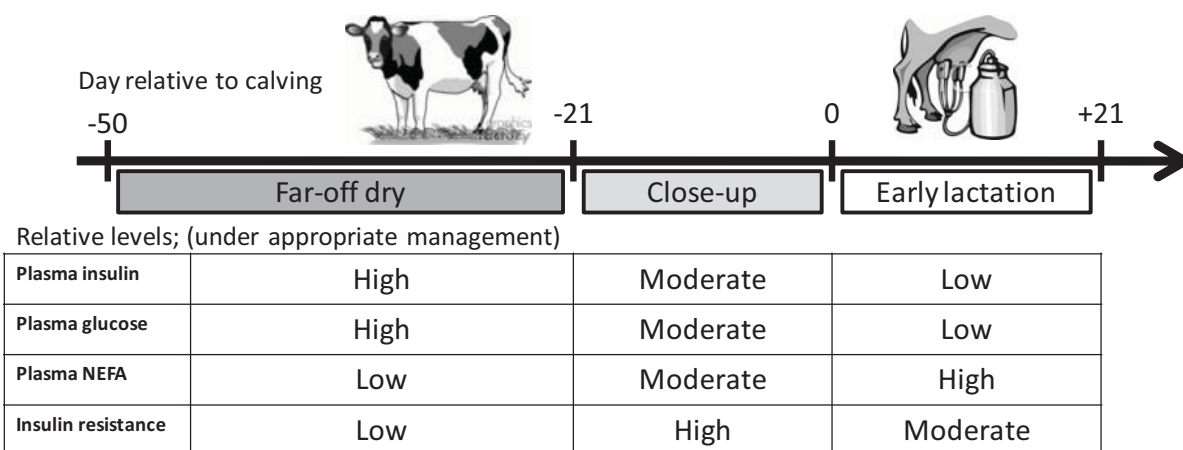 Day relative to calving
-50 -21 0 +21
Far-off dry Close-up Early lactation
Relative levels; (under appropriate management)
Plasma insulin High Moderate Low
Plasma glucose High Moderate Low
Plasma NEFA Low Moderate High
Insulin resistance Low High Moderate